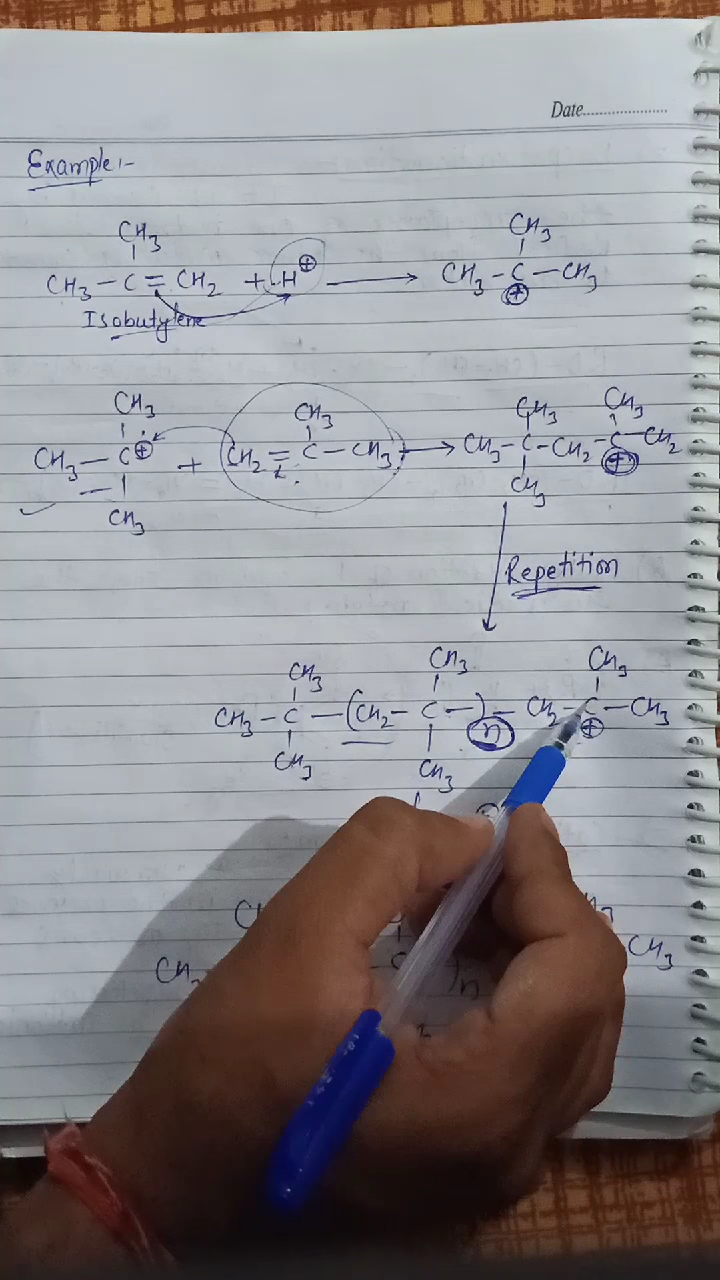 Date....................
Example:-
CH3
CH3
CH3 - C = CH2 + H⊕ ⟶ CH3 - C - CH3
Isobutylene ⊕
CH3 CH3 CH3 CH3
CH3 - C⊕ + CH2 = C - CH3 ⟶ CH3 - C - CH2 - C - CH2
CH3 CH3 ⊕
Repetition
CH3 CH3 CH3
CH3 - C - (CH2 - C - )n - CH2 - C - CH3
CH3 CH3 ⊕
n CH3